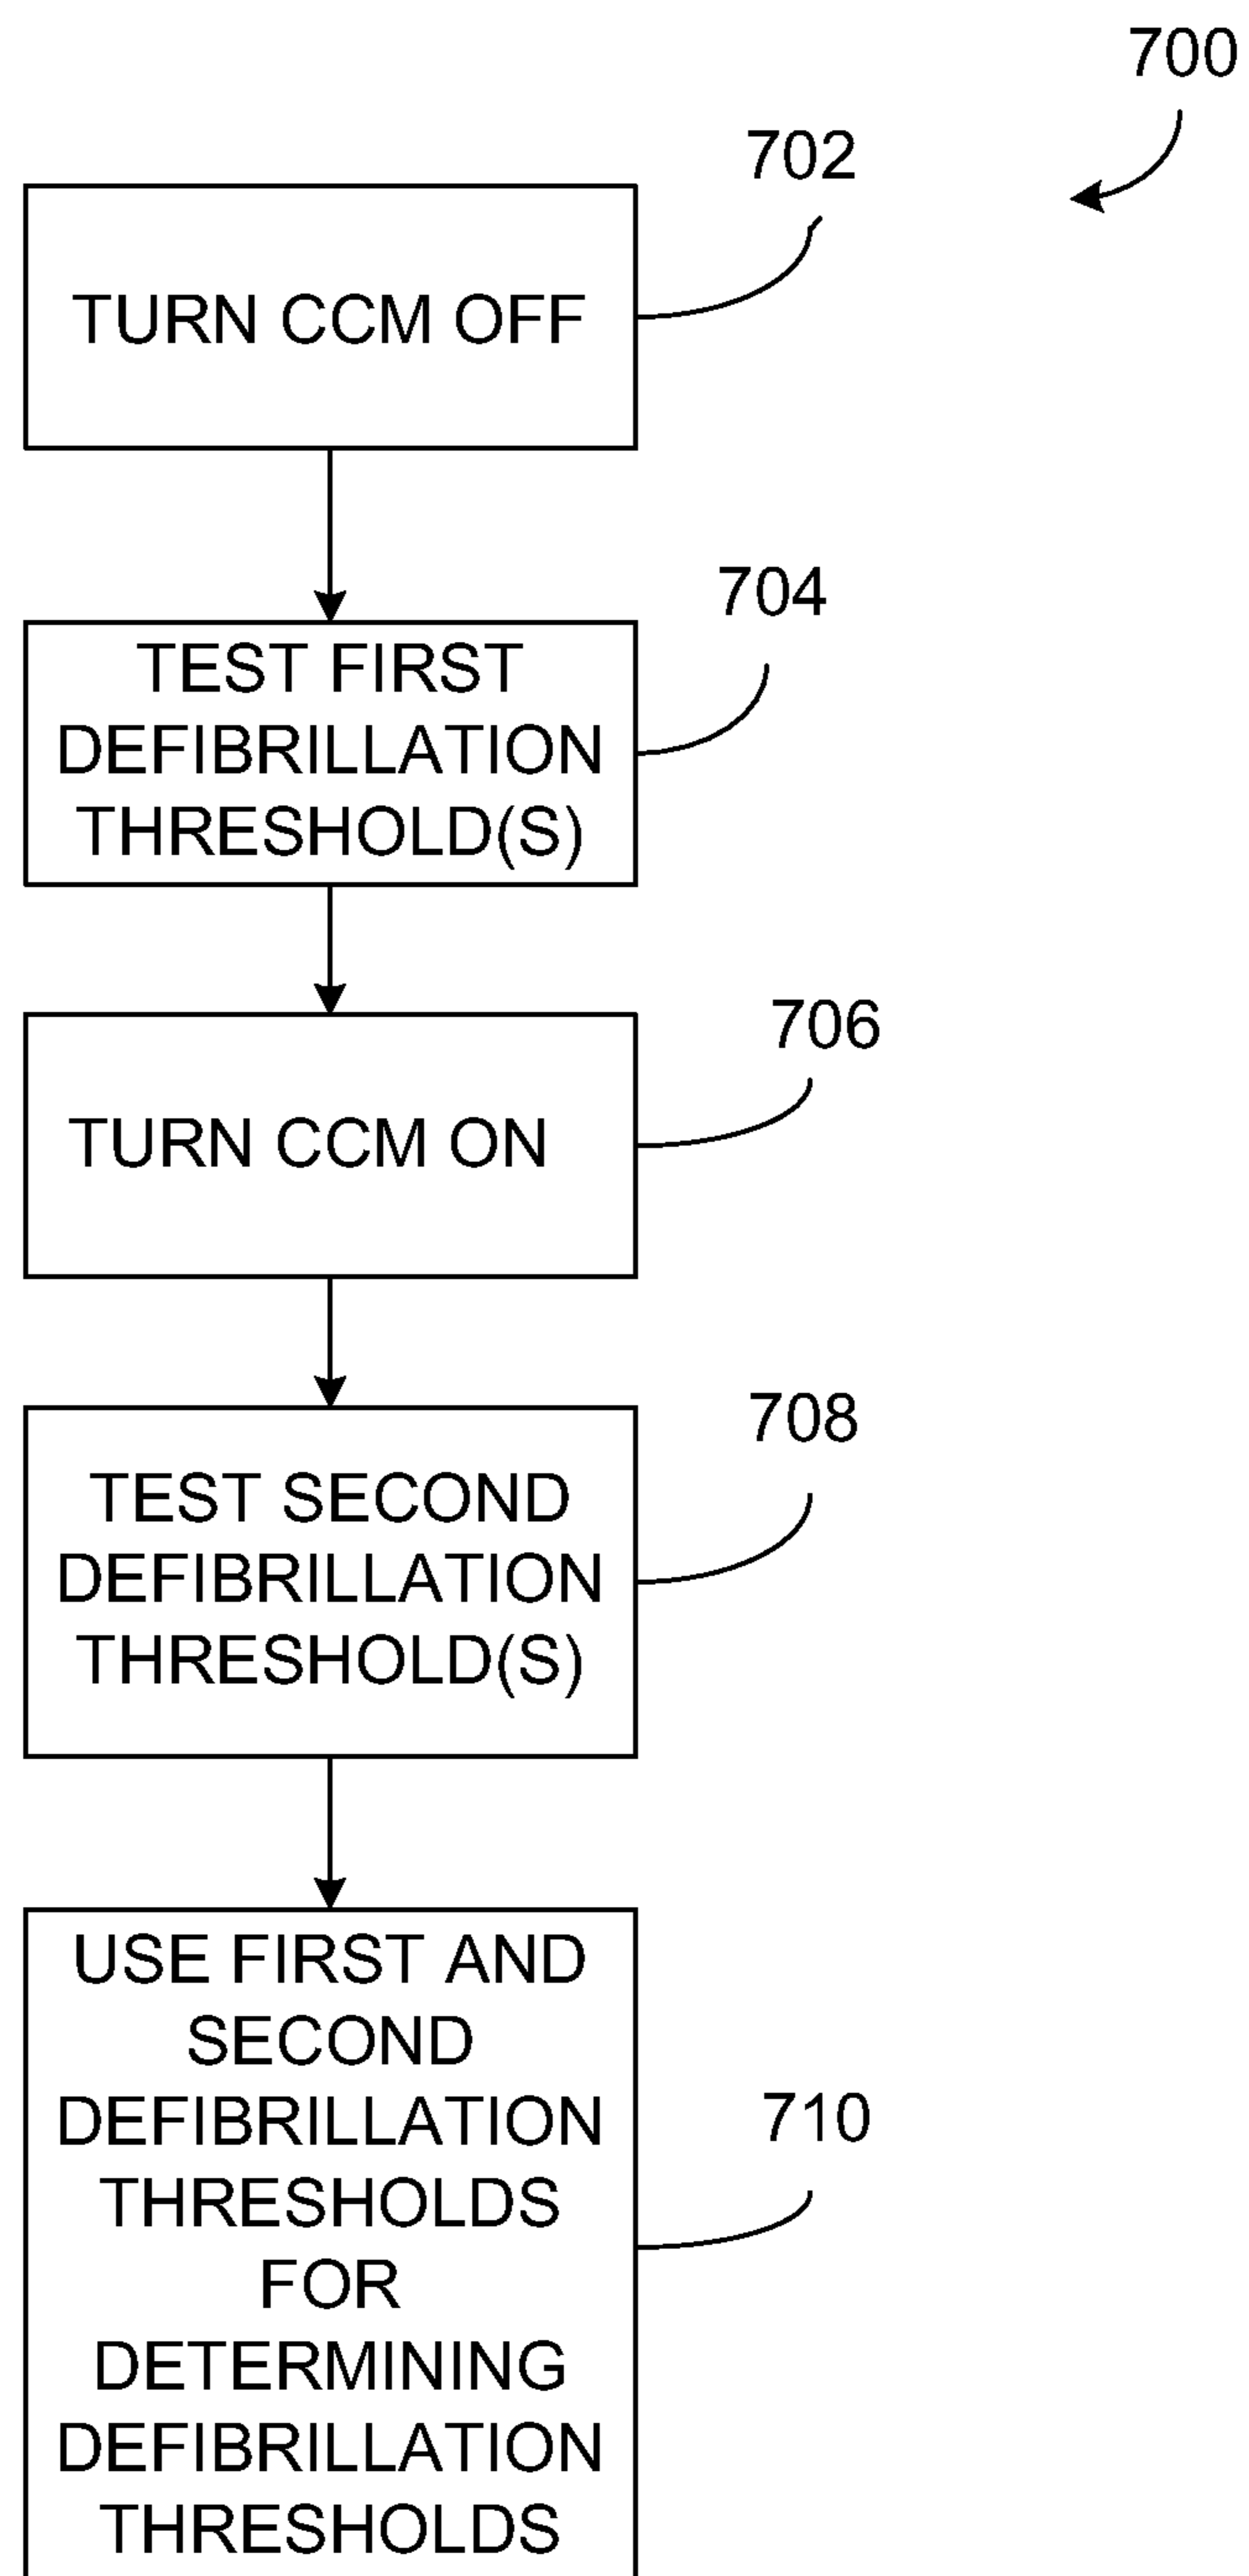 700
702
TURN CCM OFF
704
TEST FIRST
DEFIBRILLATION
THRESHOLD(S)
706
TURN CCM ON
708
TEST SECOND
DEFIBRILLATION
THRESHOLD(S)
USE FIRST AND
SECOND
DEFIBRILLATION
710
THRESHOLDS
FOR
DETERMINING
DEFIBRILLATION
THRESHOLDS